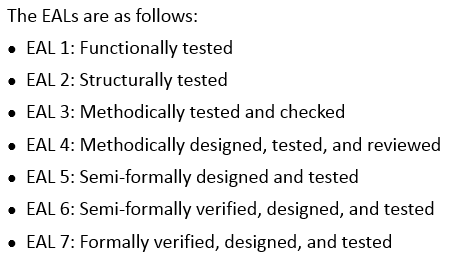 The EALs are as follows:
• EAL 1: Functionally tested
• EAL 2: Structurally tested
• EAL 3: Methodically tested and checked
• EAL 4: Methodically designed, tested, and reviewed
• EAL 5: Semi-formally designed and tested
• EAL 6: Semi-formally verified, designed, and tested
• EAL 7: Formally verified, designed, and tested